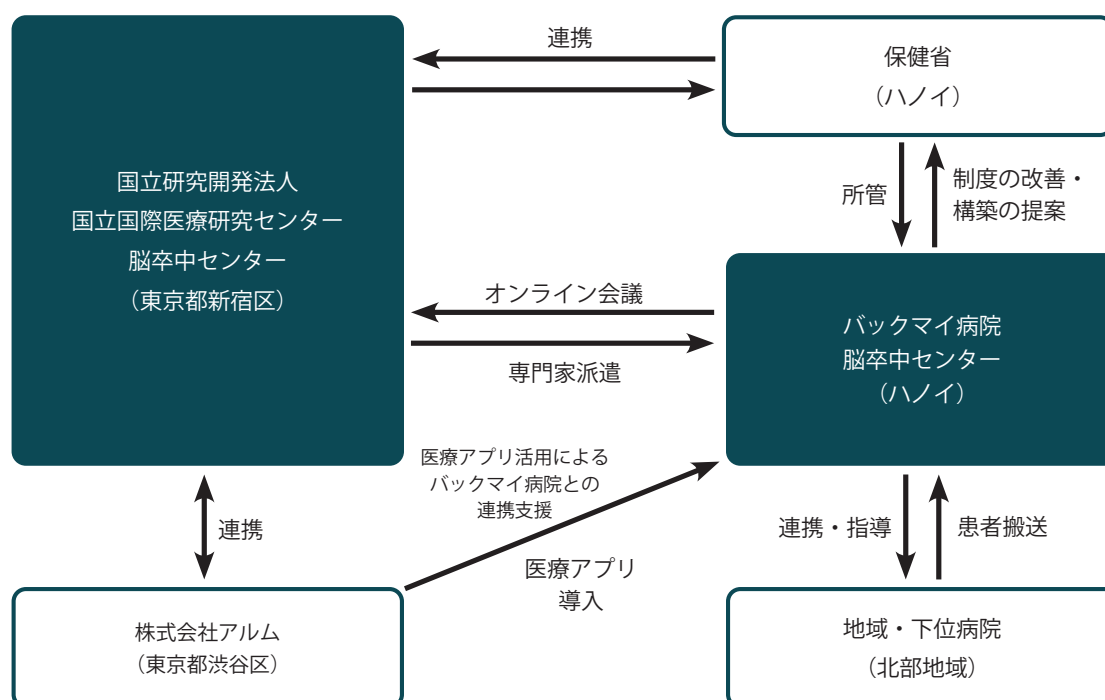 連携
保健省
（ハノイ）
国立研究開発法人
国立国際医療研究センター
脳卒中センター
（東京都新宿区）
所管
制度の改善・
構築の提案
オンライン会議
専門家派遣
バックマイ病院
脳卒中センター
（ハノイ）
医療アプリ活用による
バックマイ病院との
連携支援
連携
医療アプリ
導入
連携・指導
患者搬送
株式会社アルム
（東京都渋谷区）
地域・下位病院
（北部地域）